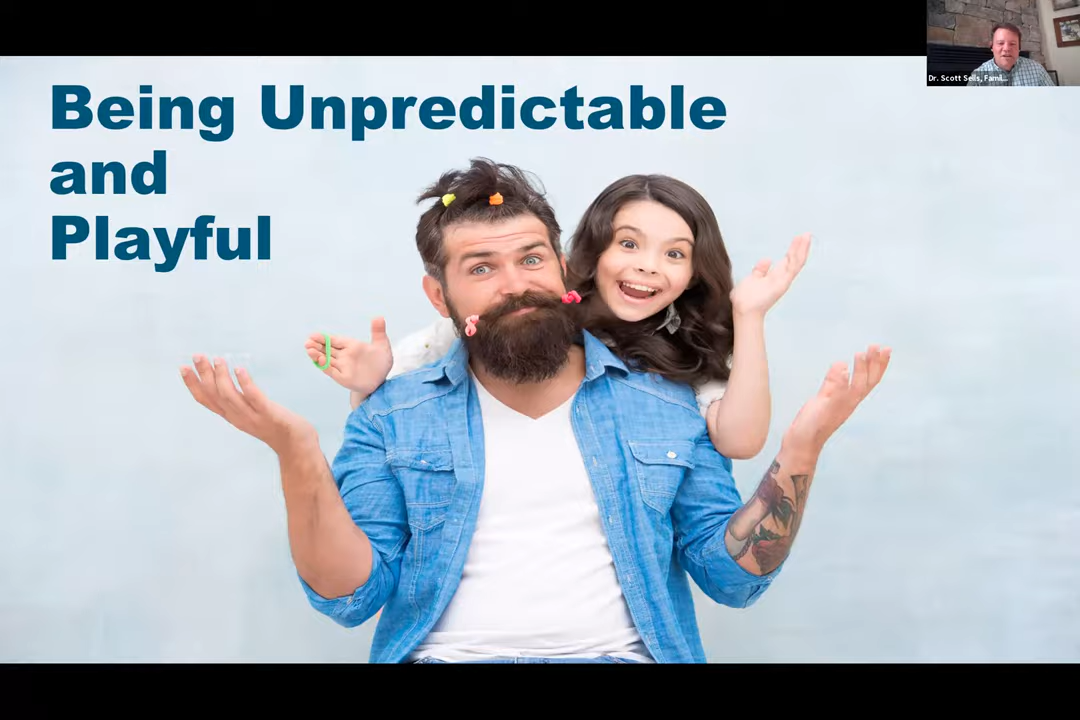 Being Unpredictable
and
Playful
Dr. Scott Sells, Famil...